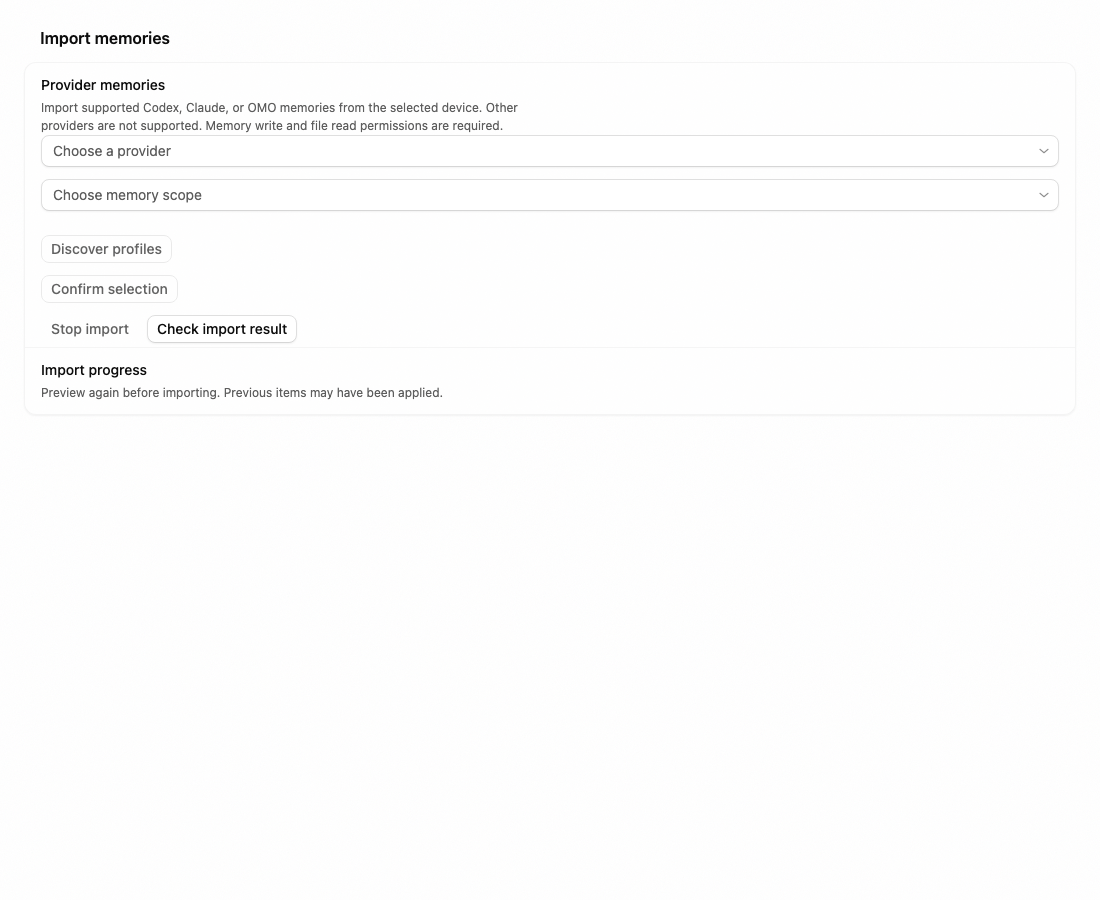 Import memories
Provider memories
Import supported Codex, Claude, or OMO memories from the selected device. Other
providers are not supported. Memory write and file read permissions are required.
Choose a provider
Choose memory scope
Discover profiles
Confirm selection
Stop import
Check import result
Import progress
Preview again before importing. Previous items may have been applied.